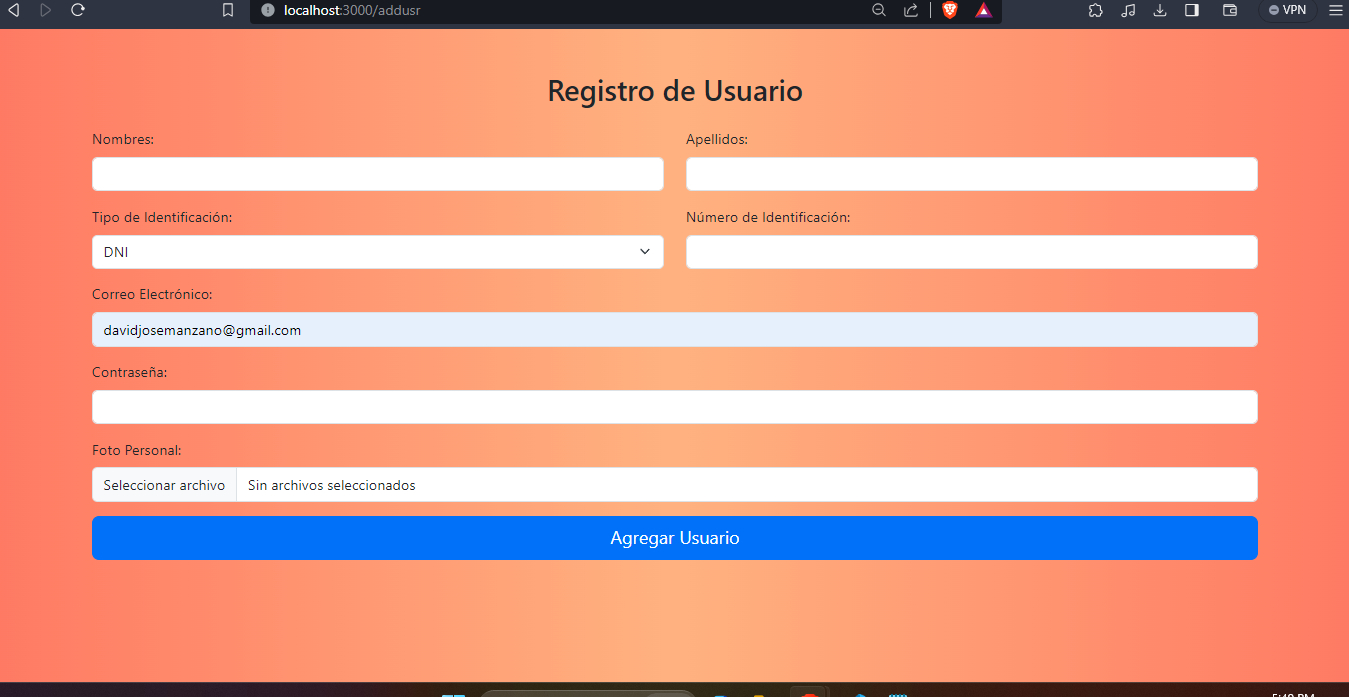 localhost:3000/addusr
VPN
Registro de Usuario
Nombres:
Apellidos:
Tipo de Identificación:
Número de Identificación:
DNI
Correo Electrónico:
davidjosemanzano@gmail.com
Contraseña:
Foto Personal:
Seleccionar archivo Sin archivos seleccionados
Agregar Usuario